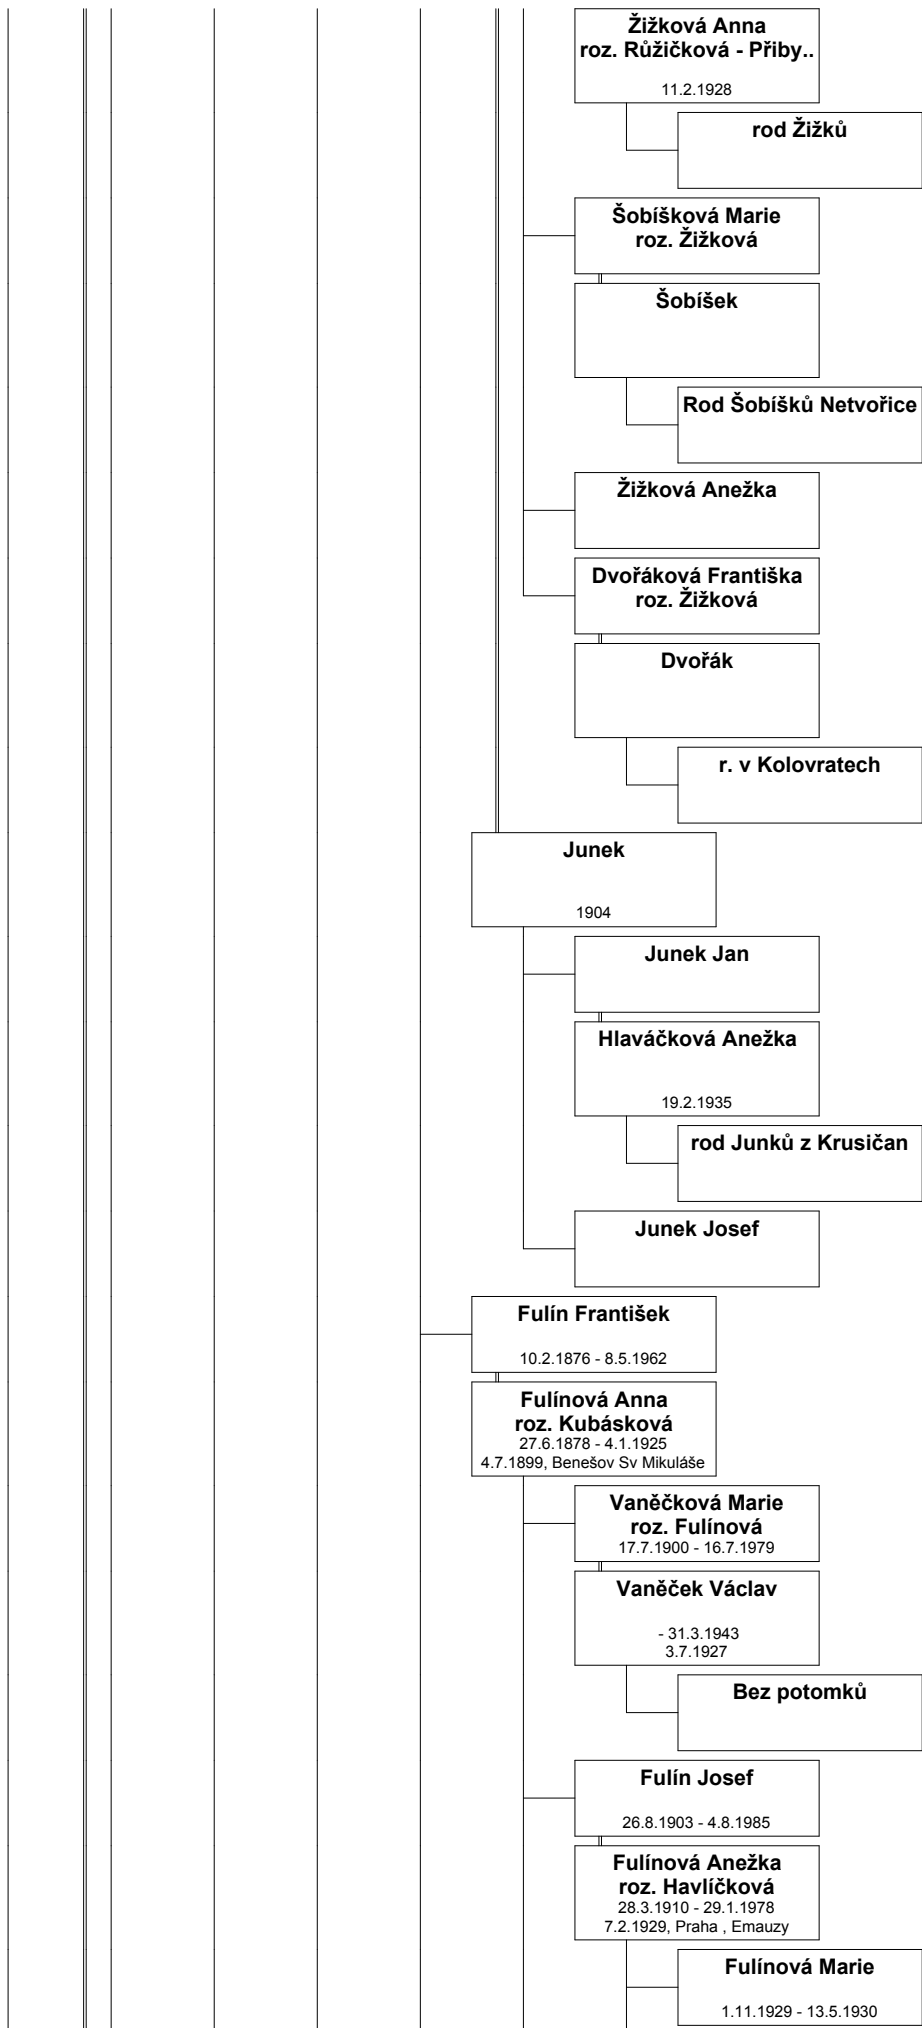 Žižková Anna
roz. Růžičková - Přiby..
11.2.1928
rod Žižků
Šobíšková Marie
roz. Žižková
Šobíšek
Rod Šobíšků Netvořice
Žižková Anežka
Dvořáková Františka
roz. Žižková
Dvořák
r. v Kolovratech
Junek
1904
Junek Jan
Hlaváčková Anežka
19.2.1935
rod Junků z Krusičan
Junek Josef
Fulín František
10.2.1876 - 8.5.1962
Fulínová Anna
roz. Kubásková
27.6.1878 - 4.1.1925
4.7.1899, Benešov Sv Mikuláše
Vaněčková Marie
roz. Fulínová
17.7.1900 - 16.7.1979
Vaněček Václav
- 31.3.1943
3.7.1927
Bez potomků
Fulín Josef
26.8.1903 - 4.8.1985
Fulínová Anežka
roz. Havlíčková
28.3.1910 - 29.1.1978
7.2.1929, Praha , Emauzy
Fulínová Marie
1.11.1929 - 13.5.1930